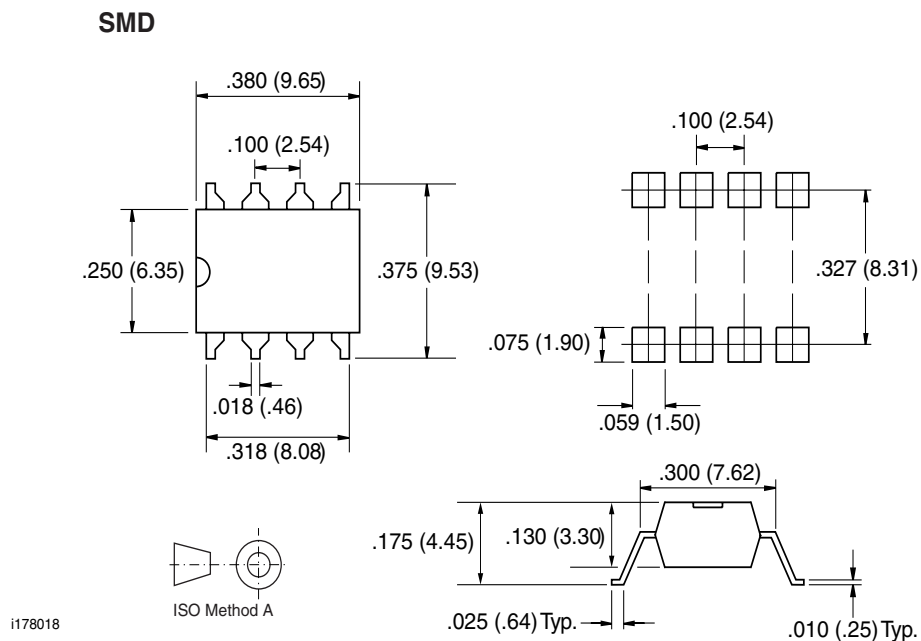 SMD
.380 (9.65)
.100 (2.54)
.100 (2.54)
.250 (6.35)
.375 (9.53)
.327 (8.31)
.075 (1.90)
.018 (.46)
.059 (1.50)
.318 (8.08)
.300 (7.62)
.175 (4.45)
.130 (3.30)
ISO Method A
i178018
.025 (.64) Typ.
.010 (.25) Typ.